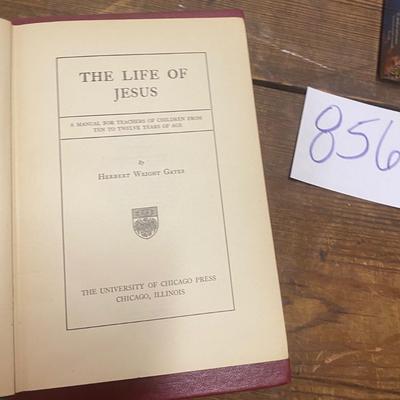 THE LIFE OF
JESUS
A MANUAL FOR TEACHERS OF CHILDREN FROM
TEN TO TWELVE YEARS OF AGE
By
HERBERT WRIGHT GATES
THE UNIVERSITY OF CHICAGO PRESS
CHICAGO, ILLINOIS
856